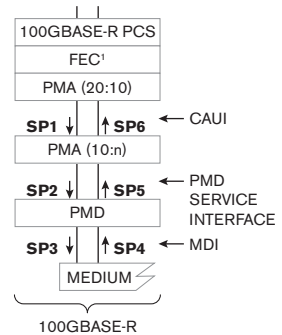 100GBASE-R PCS
FEC¹
PMA (20:10)
SP1 SP6 CAUI
PMA (10:n)
SP2 SP5 PMD
SERVICE
INTERFACE
PMD
SP3 SP4 MDI
MEDIUM
100GBASE-R